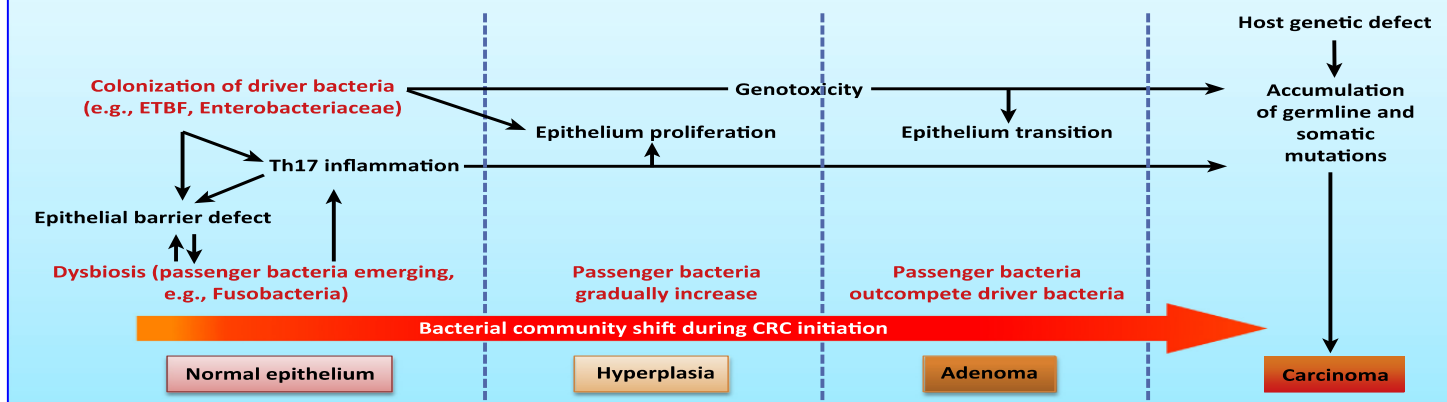 Host genetic defect
Colonization of driver bacteria
(e.g., ETBF, Enterobacteriaceae)
Genotoxicity
Accumulation
of germline and
somatic
mutations
Epithelium proliferation
Epithelium transition
Th17 inflammation
Epithelial barrier defect
Dysbiosis (passenger bacteria emerging,
e.g., Fusobacteria)
Passenger bacteria
gradually increase
Passenger bacteria
outcompete driver bacteria
Bacterial community shift during CRC initiation
Normal epithelium
Hyperplasia
Adenoma
Carcinoma